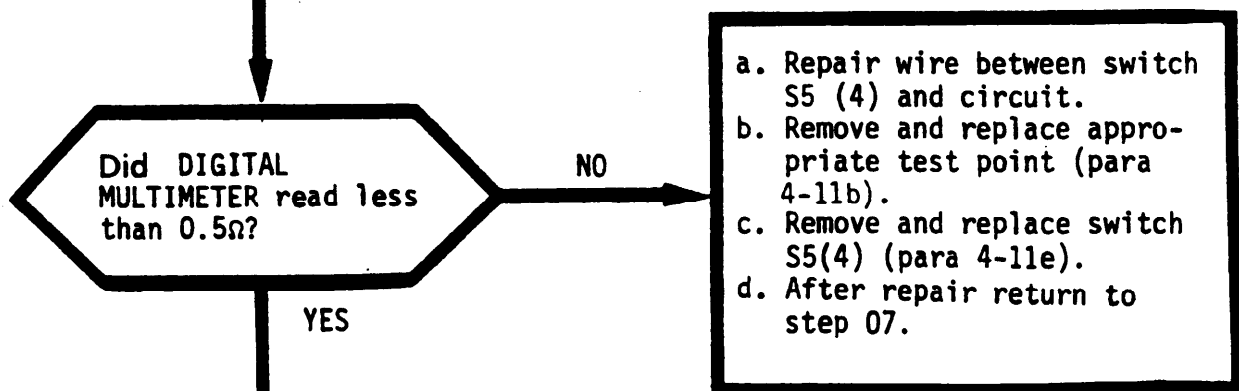 Did DIGITAL
MULTIMETER read less
than 0.5Ω?
NO
YES
a. Repair wire between switch
S5 (4) and circuit.
b. Remove and replace appro-
priate test point (para
4-11b).
c. Remove and replace switch
S5(4) (para 4-11e).
d. After repair return to
step 07.